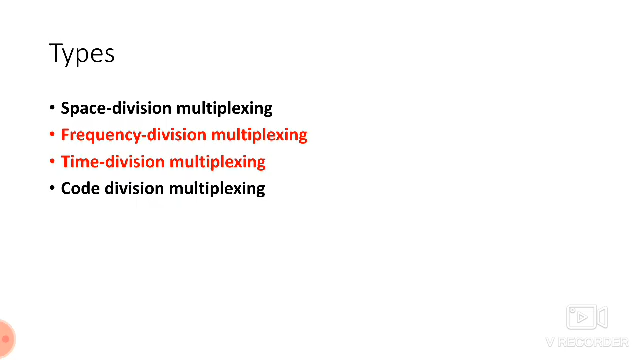 Types
• Space-division multiplexing
• Frequency-division multiplexing
• Time-division multiplexing
• Code division multiplexing
V RECORDER